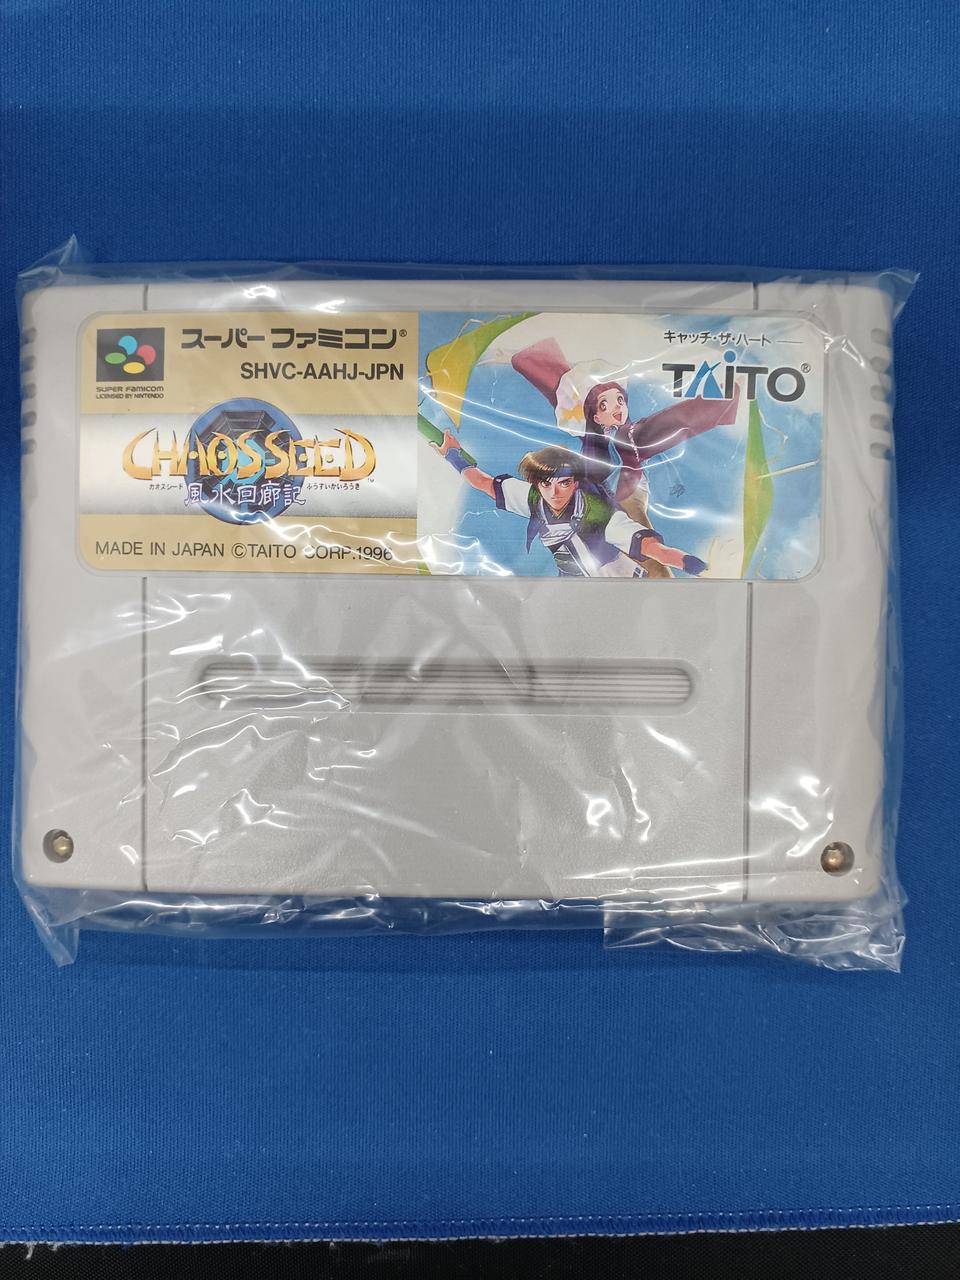 スーパーファミコン®
SHVC-AAHJ-JPN
SUPER FAMICOM
LICENSED BY NINTENDO
CHAOS SEED™
カオスシード 風水回廊記 ふうすいかいろうき
MADE IN JAPAN ©TAITO CORP.1996
キャッチ・ザ・ハート
TAITO®